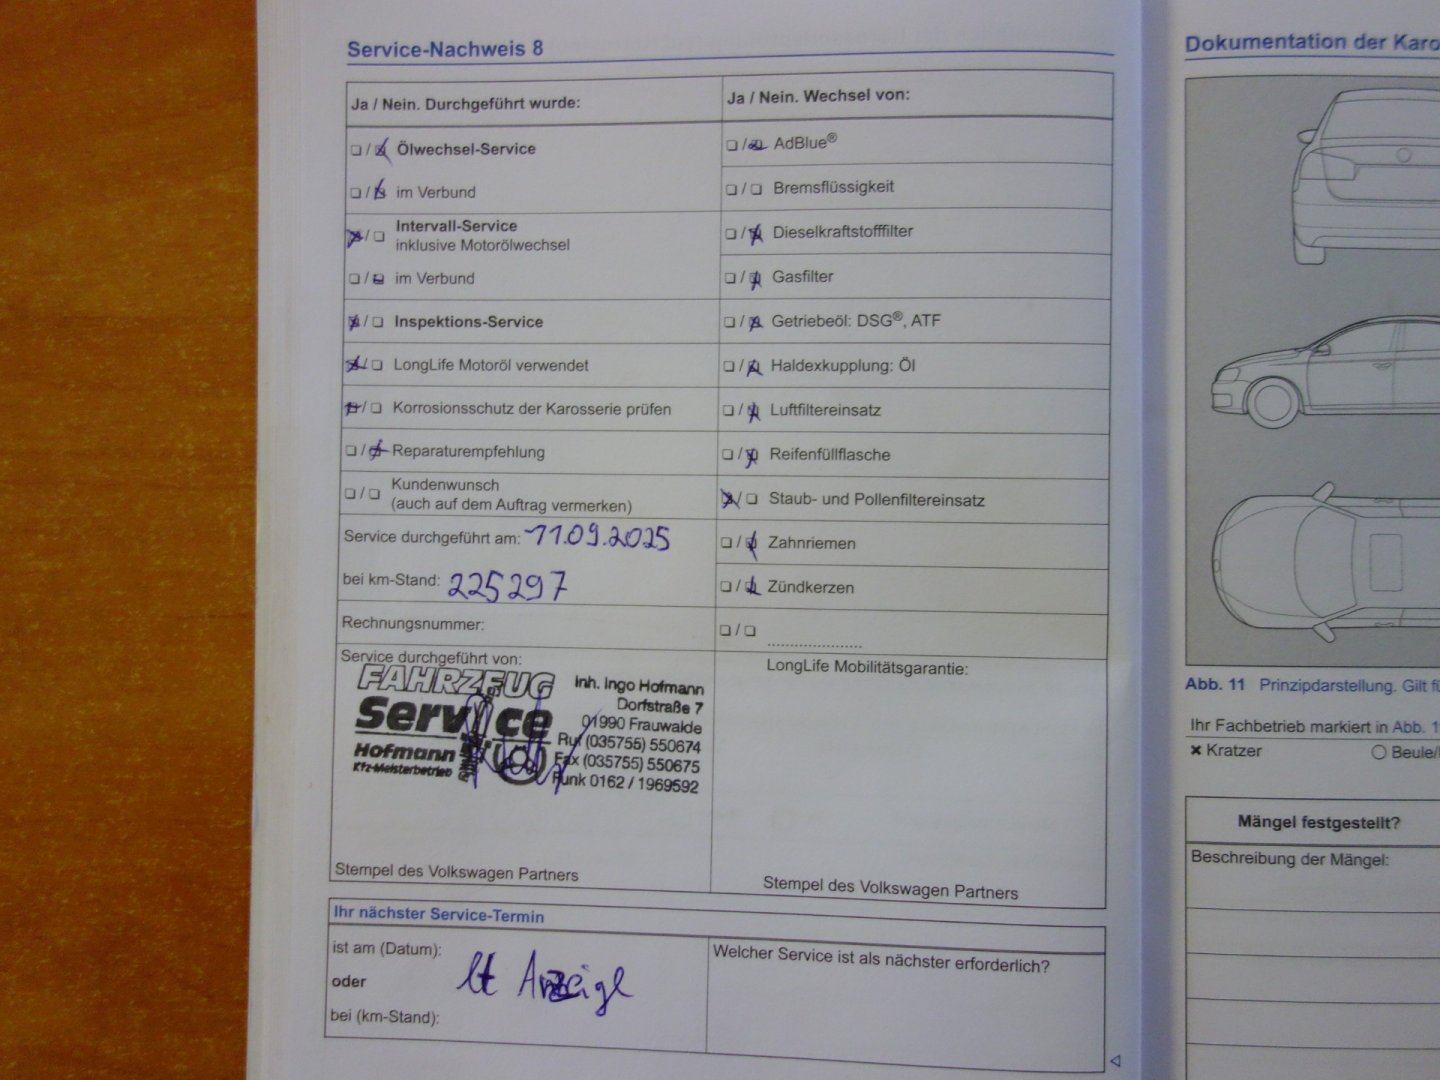 Service-Nachweis 8
Ja / Nein. Durchgeführt wurde:
Ölwechsel-Service
im Verbund
Intervall-Service
inklusive Motorölwechsel
im Verbund
Inspektions-Service
LongLife Motoröl verwendet
Korrosionsschutz der Karosserie prüfen
Reparaturempfehlung
Kundenwunsch
(auch auf dem Auftrag vermerken)
Service durchgeführt am: 11.09.2025
bei km-Stand: 225297
Rechnungsnummer:
Service durchgeführt von:
FAHRZEUG
Service
Hofmann
Kfz-Meisterbetrieb
Inh. Ingo Hofmann
Dorfstraße 7
01990 Frauwalde
Ruf (035755) 550674
Fax (035755) 550675
Funk 0162 / 1969592
Stempel des Volkswagen Partners
Ja / Nein. Wechsel von:
AdBlue®
Bremsflüssigkeit
Dieselkraftstofffilter
Gasfilter
Getriebeöl: DSG®, ATF
Haldexkupplung: Öl
Luftfiltereinsatz
Reifenfüllflasche
Staub- und Pollenfiltereinsatz
Zahnriemen
Zündkerzen
LongLife Mobilitätsgarantie:
Stempel des Volkswagen Partners
Ihr nächster Service-Termin
ist am (Datum):
oder
bei (km-Stand):
lt Anzeige
Welcher Service ist als nächster erforderlich?
Dokumentation der Karo
Abb. 11 Prinzipdarstellung. Gilt fü
Ihr Fachbetrieb markiert in Abb. 1
Kratzer
Beule/
Mängel festgestellt?
Beschreibung der Mängel: